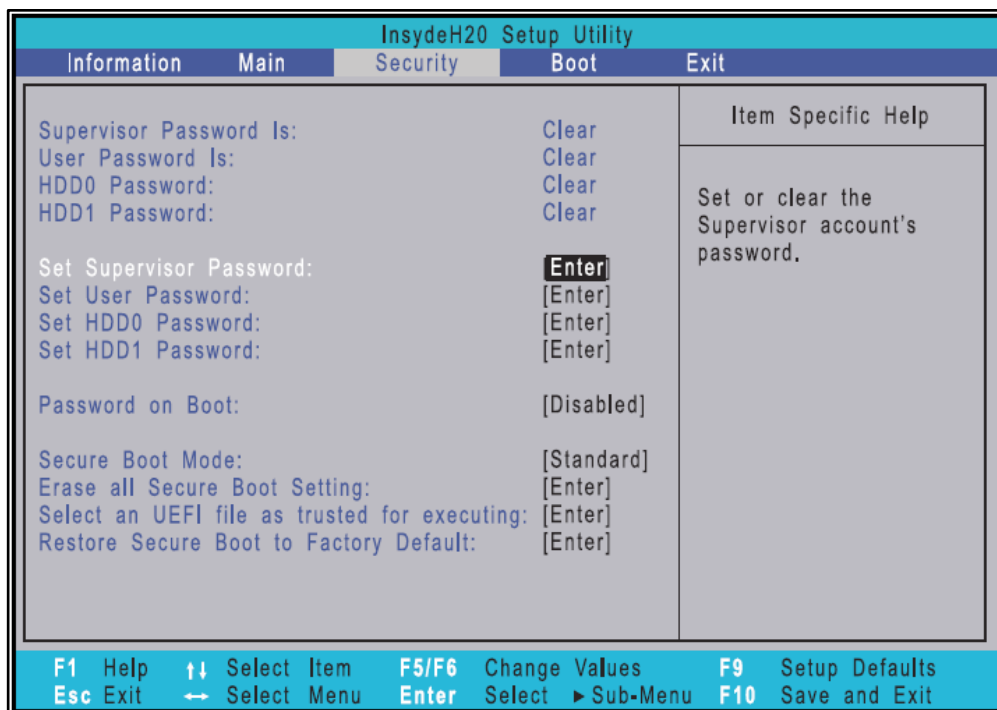 InsydeH20 Setup Utility
Information Main Security Boot Exit
Supervisor Password Is: Clear
User Password Is: Clear
HDD0 Password: Clear
HDD1 Password: Clear
Set Supervisor Password: [Enter]
Set User Password: [Enter]
Set HDD0 Password: [Enter]
Set HDD1 Password: [Enter]
Password on Boot: [Disabled]
Secure Boot Mode: [Standard]
Erase all Secure Boot Setting: [Enter]
Select an UEFI file as trusted for executing: [Enter]
Restore Secure Boot to Factory Default: [Enter]
Item Specific Help
Set or clear the
Supervisor account's
password.
F1 Help ↑↓ Select Item F5/F6 Change Values F9 Setup Defaults
Esc Exit ↔ Select Menu Enter Select ►Sub-Menu F10 Save and Exit